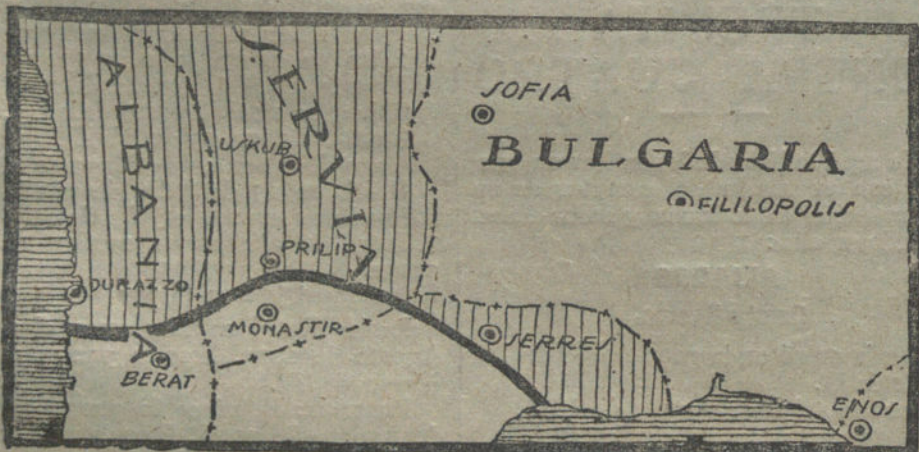 ALBANIA
SERVIA
SOFIA
BULGARIA
USKUB
FILILOPOLIS
PRILIP
DURAZZO
MONASTIR
SERRES
BERAT
ENOS